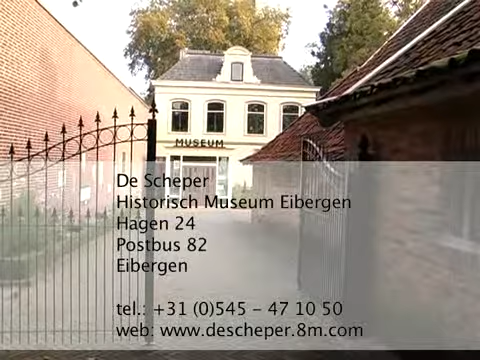 MUSEUM
De Scheper
Historisch Museum Eibergen
Hagen 24
Postbus 82
Eibergen
tel.: +31 (0)545 - 47 10 50
web: www.descheper.8m.com